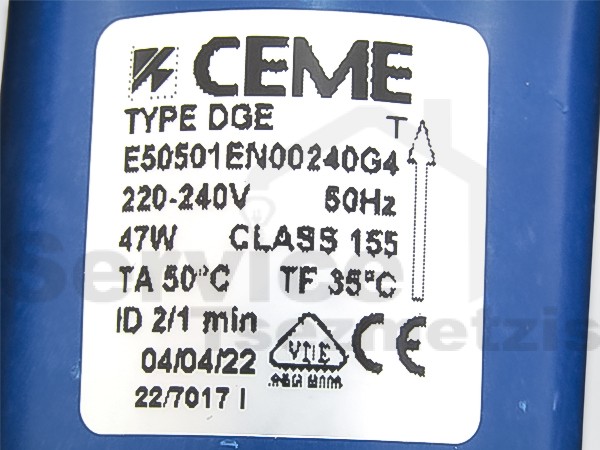 CEME
TYPE DGE T
E50501EN00240G4
220-240V 50Hz
47W CLASS 155
TA 50°C TF 35°C
ID 2/1 min
VDE
04/04/22 CE
22/7017 I
Service